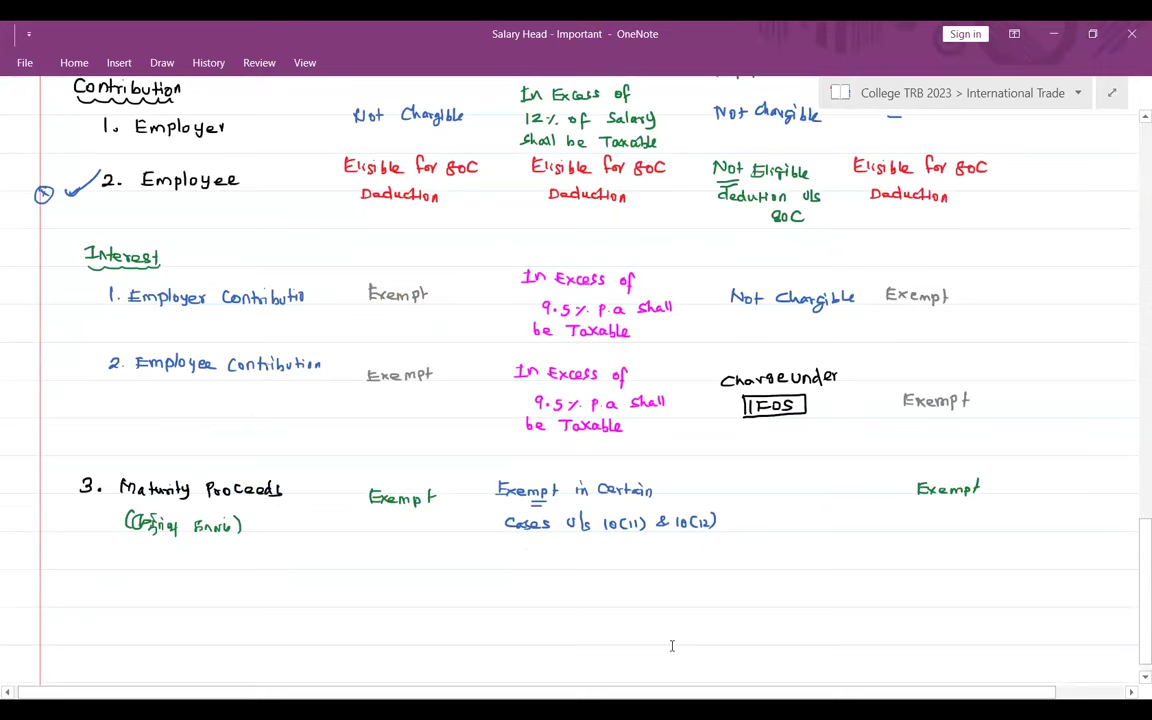 Salary Head - Important - OneNote
Sign in
File Home Insert Draw History Review View
College TRB 2023 > International Trade
Contribution
1. Employer
Not Chargible
In Excess of
12% of Salary
shall be Taxable
Not Chargible
–
2. Employee
Eligible for 80C
Deduction
Eligible for 80C
Deduction
Not Eligible
deduction u/s
80C
Eligible for 80C
Deduction
Interest
1. Employer Contributio
Exempt
In Excess of
9.5% p.a shall
be Taxable
Not Chargible
Exempt
2. Employee Contribution
Exempt
In Excess of
9.5% p.a shall
be Taxable
Charge under
IFOS
Exempt
3. Maturity Proceeds
Exempt
Exempt in Certain
Cases u/s 10(11) & 10(12)
Exempt